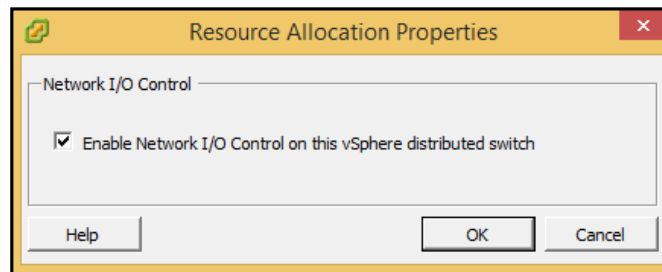 Resource Allocation Properties
Network I/O Control
Enable Network I/O Control on this vSphere distributed switch
Help OK Cancel